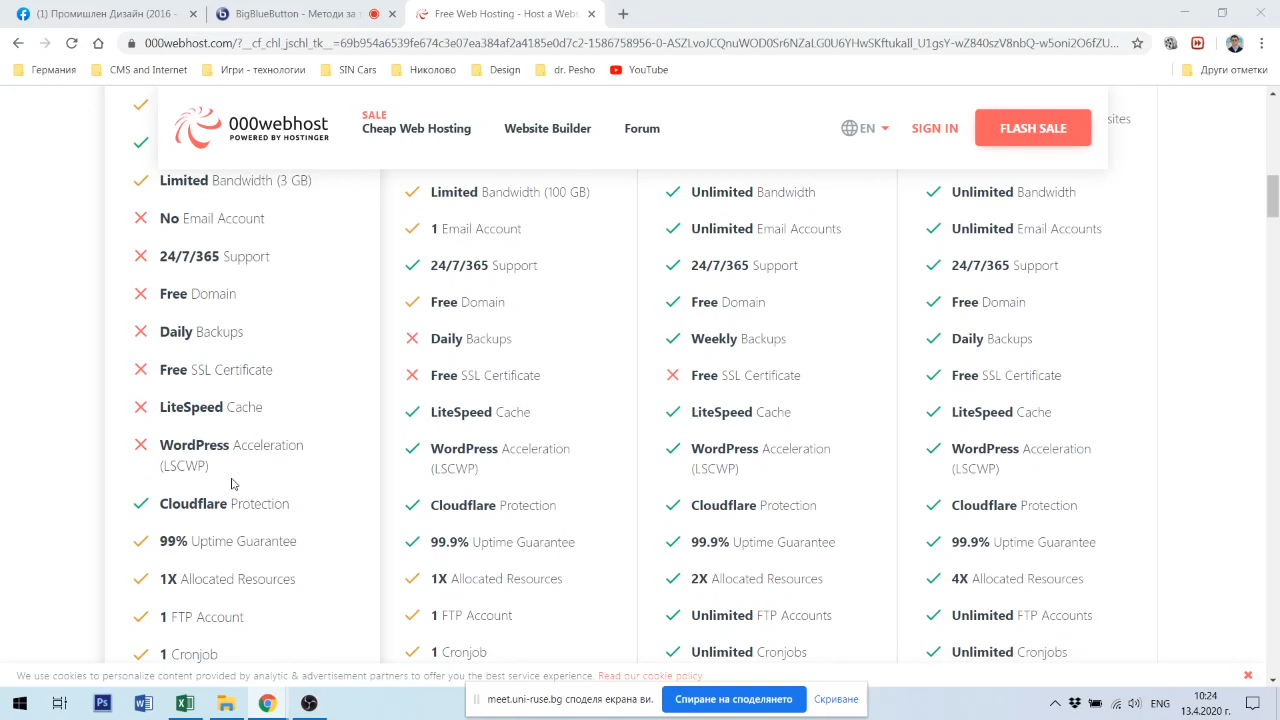 Промишлен Дизайн (2016 -
BigBlueButton - Методи за
Free Web Hosting - Host a Webs
000webhost.com/?__cf_chl_jschl_tk__=69b954a6539fe674c3e07ea384af2a4185e0d7c2-1586758956-0-ASZLvoJCQnuWOD0Sr6NZaLG0U6YHwSKftukaIl_U1gsY-wZ840szV8nbQ-w5oni2O6fZU...
Германия
CMS and Internet
Игри - технологии
SIN Cars
Николово
Design
dr. Pesho
YouTube
Други отметки
000webhost
POWERED BY HOSTINGER
SALE
Cheap Web Hosting
Website Builder
Forum
EN
SIGN IN
FLASH SALE
sites
Limited Bandwidth (3 GB)
No Email Account
24/7/365 Support
Free Domain
Daily Backups
Free SSL Certificate
LiteSpeed Cache
WordPress Acceleration
(LSCWP)
Cloudflare Protection
99% Uptime Guarantee
1X Allocated Resources
1 FTP Account
1 Cronjob
Limited Bandwidth (100 GB)
1 Email Account
24/7/365 Support
Free Domain
Daily Backups
Free SSL Certificate
LiteSpeed Cache
WordPress Acceleration
(LSCWP)
Cloudflare Protection
99.9% Uptime Guarantee
1X Allocated Resources
1 FTP Account
1 Cronjob
Unlimited Bandwidth
Unlimited Email Accounts
24/7/365 Support
Free Domain
Weekly Backups
Free SSL Certificate
LiteSpeed Cache
WordPress Acceleration
(LSCWP)
Cloudflare Protection
99.9% Uptime Guarantee
2X Allocated Resources
Unlimited FTP Accounts
Unlimited Cronjobs
Unlimited Bandwidth
Unlimited Email Accounts
24/7/365 Support
Free Domain
Daily Backups
Free SSL Certificate
LiteSpeed Cache
WordPress Acceleration
(LSCWP)
Cloudflare Protection
99.9% Uptime Guarantee
4X Allocated Resources
Unlimited FTP Accounts
Unlimited Cronjobs
We use cookies to personalize content provided by analytic & advertisement partners to offer you the best experience. Read our cookie policy.
meet.uni-ruse.bg споделя екрана ви.
Спиране на споделянето
Скриване
ENG
10:24
13.4.2020 г.